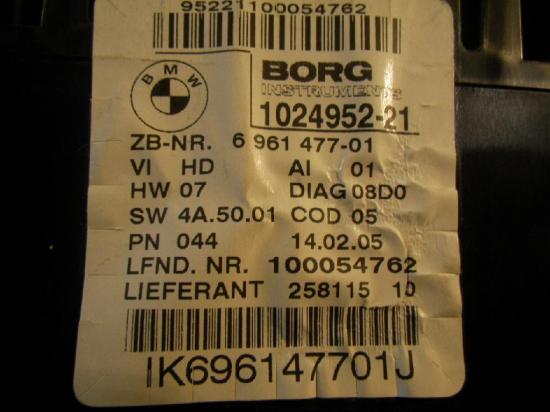 95221100054762
BMW
BORG
INSTRUMENTS
1024952-21
ZB-NR. 6 961 477-01
VI HD AI 01
HW 07 DIAG 08D0
SW 4A.50.01 COD 05
PN 044 14.02.05
LFND. NR. 100054762
LIEFERANT 258115 10
IK696147701J